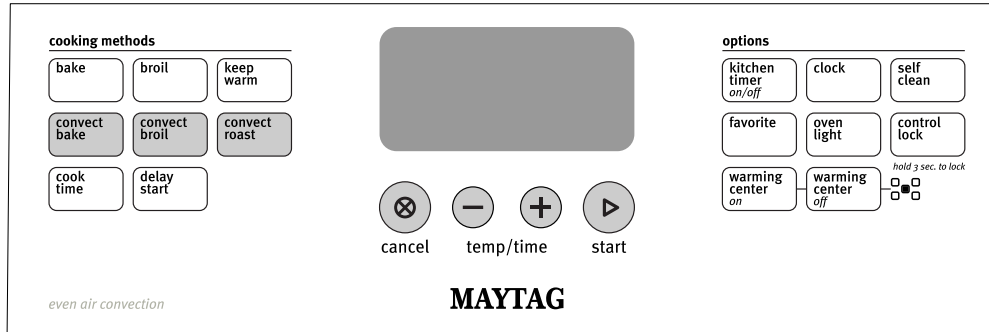 cooking methods
bake
broil
keep
warm
convect
bake
convect
broil
convect
roast
cook
time
delay
start
cancel
temp/time
start
options
kitchen
timer
on/off
clock
self
clean
favorite
oven
light
control
lock
hold 3 sec. to lock
warming
center
on
warming
center
off
even air convection
MAYTAG